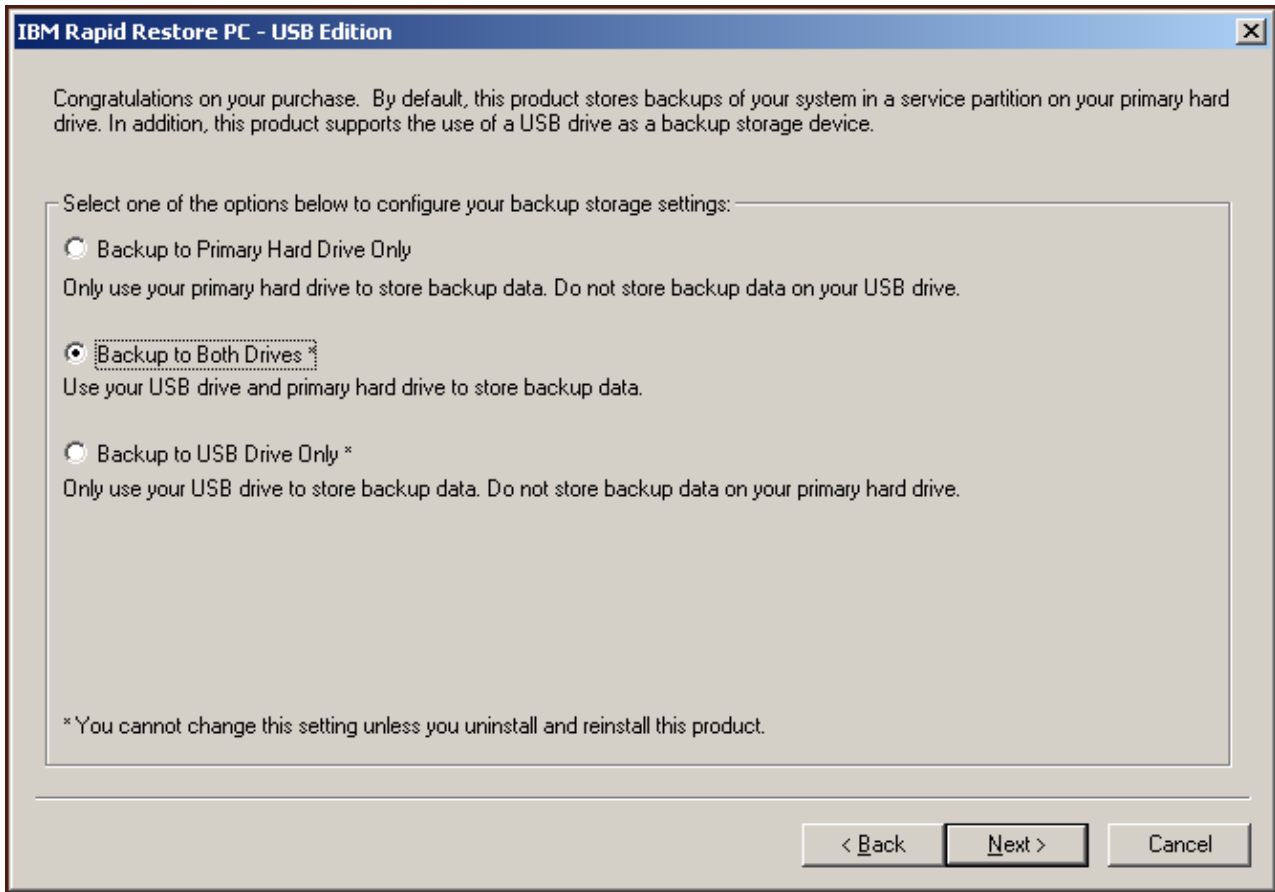 IBM Rapid Restore PC - USB Edition
Congratulations on your purchase.  By default, this product stores backups of your system in a service partition on your primary hard
drive. In addition, this product supports the use of a USB drive as a backup storage device.
Select one of the options below to configure your backup storage settings:
Backup to Primary Hard Drive Only
Only use your primary hard drive to store backup data. Do not store backup data on your USB drive.
Backup to Both Drives *
Use your USB drive and primary hard drive to store backup data.
Backup to USB Drive Only *
Only use your USB drive to store backup data. Do not store backup data on your primary hard drive.
* You cannot change this setting unless you uninstall and reinstall this product.
< Back Next > Cancel